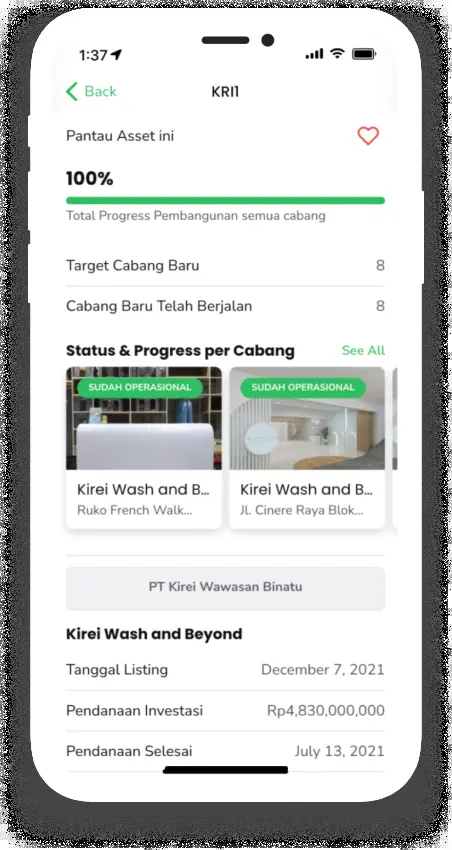 1:37
Back
KRI1
Pantau Asset ini
100%
Total Progress Pembangunan semua cabang
Target Cabang Baru 8
Cabang Baru Telah Berjalan 8
Status & Progress per Cabang See All
SUDAH OPERASIONAL SUDAH OPERASIONAL
Kirei Wash and B... Kirei Wash and B...
Ruko French Walk... Jl. Cinere Raya Blok...
PT Kirei Wawasan Binatu
Kirei Wash and Beyond
Tanggal Listing December 7, 2021
Pendanaan Investasi Rp4,830,000,000
Pendanaan Selesai July 13, 2021